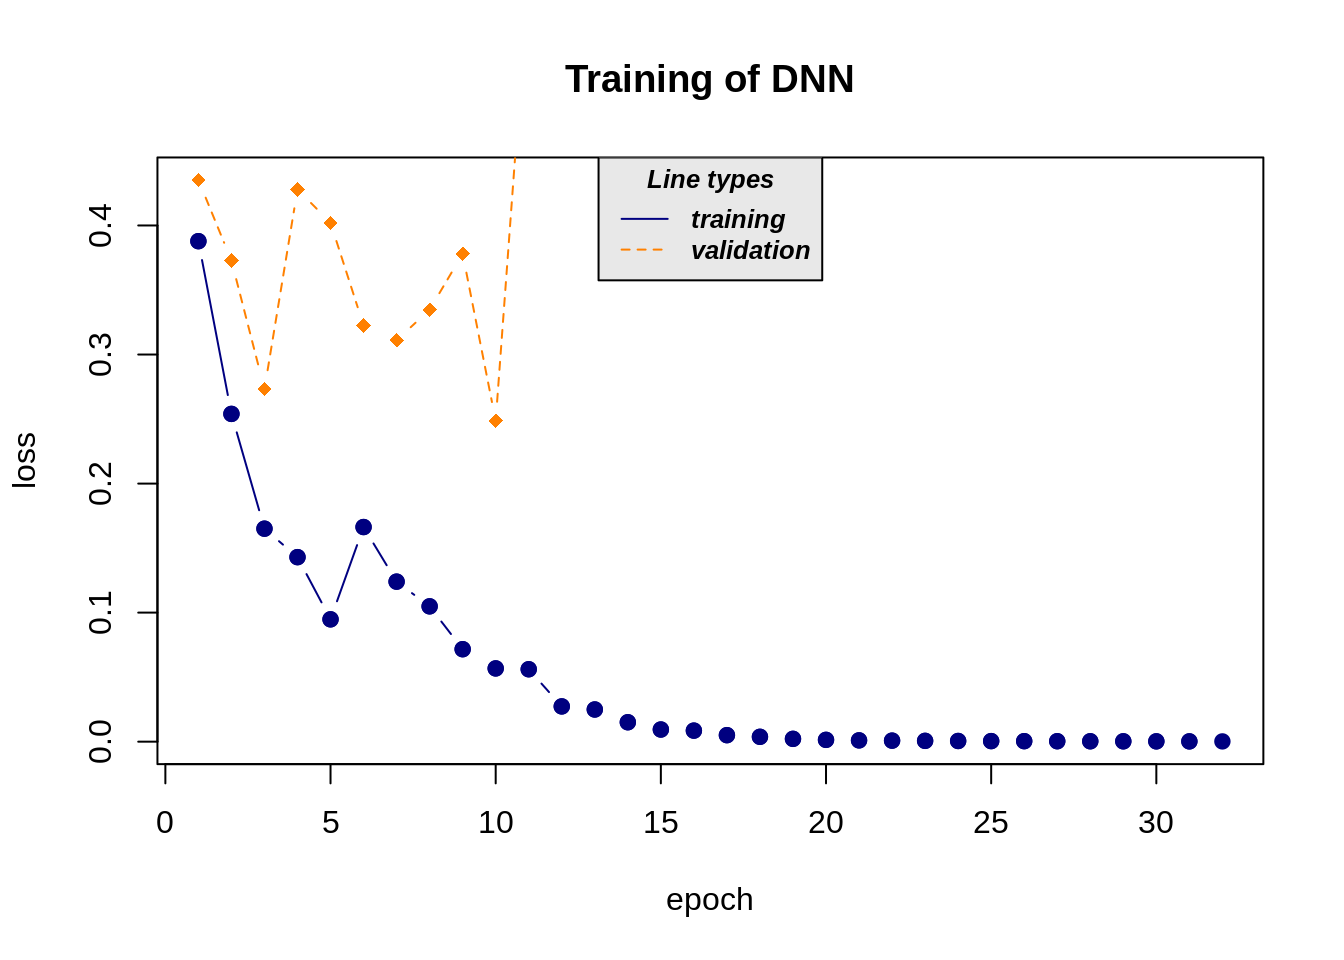 Training of DNN
Line types
training
validation
loss
0.4
0.3
0.2
0.1
0.0
0 5 10 15 20 25 30
epoch